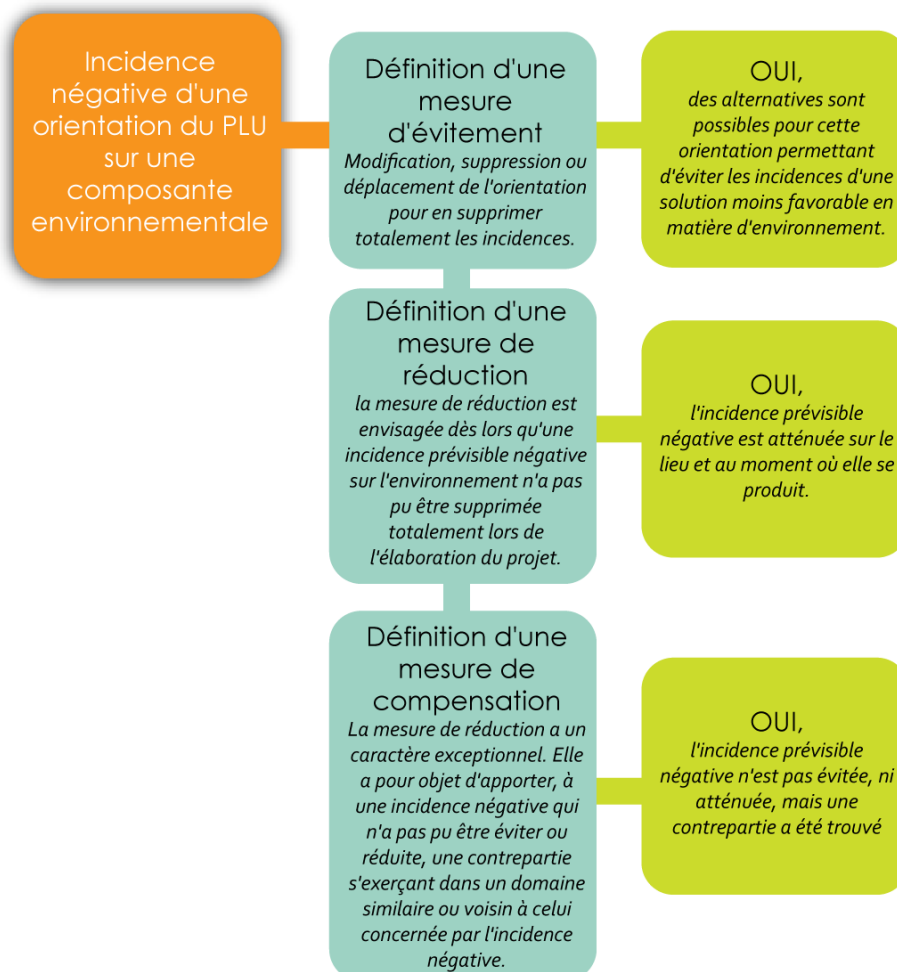 Incidence
négative d'une
orientation du PLU
sur une
composante
environnementale
Définition d'une
mesure
d'évitement
Modification, suppression ou
déplacement de l'orientation
pour en supprimer
totalement les incidences.
OUI,
des alternatives sont
possibles pour cette
orientation permettant
d'éviter les incidences d'une
solution moins favorable en
matière d'environnement.
Définition d'une
mesure de
réduction
la mesure de réduction est
envisagée dès lors qu'une
incidence prévisible négative
sur l'environnement n'a pas
pu être supprimée
totalement lors de
l'élaboration du projet.
OUI,
l'incidence prévisible
négative est atténuée sur le
lieu et au moment où elle se
produit.
Définition d'une
mesure de
compensation
La mesure de réduction a un
caractère exceptionnel. Elle
a pour objet d'apporter, à
une incidence négative qui
n'a pas pu être éviter ou
réduite, une contrepartie
s'exerçant dans un domaine
similaire ou voisin à celui
concernée par l'incidence
négative.
OUI,
l'incidence prévisible
négative n'est pas évitée, ni
atténuée, mais une
contrepartie a été trouvé